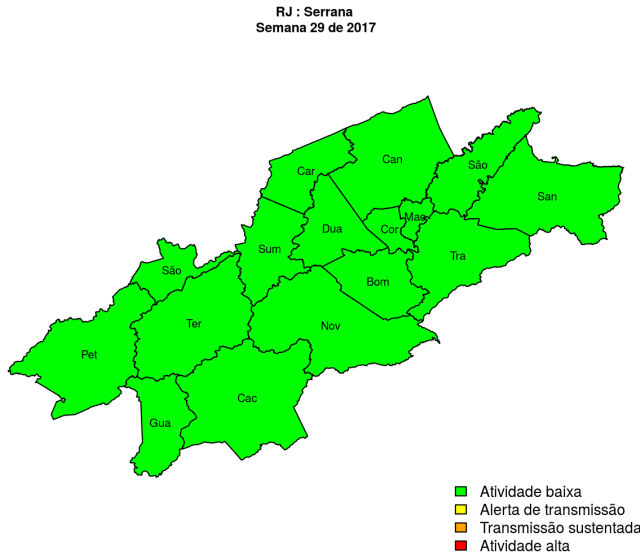 RJ : Serrana
Semana 29 de 2017
Can
São
Car
San
Mac
Cor
Dua
Sum
Tra
São
Bom
Ter
Nov
Pet
Cac
Gua
Atividade baixa
Alerta de transmissão
Transmissão sustentada
Atividade alta